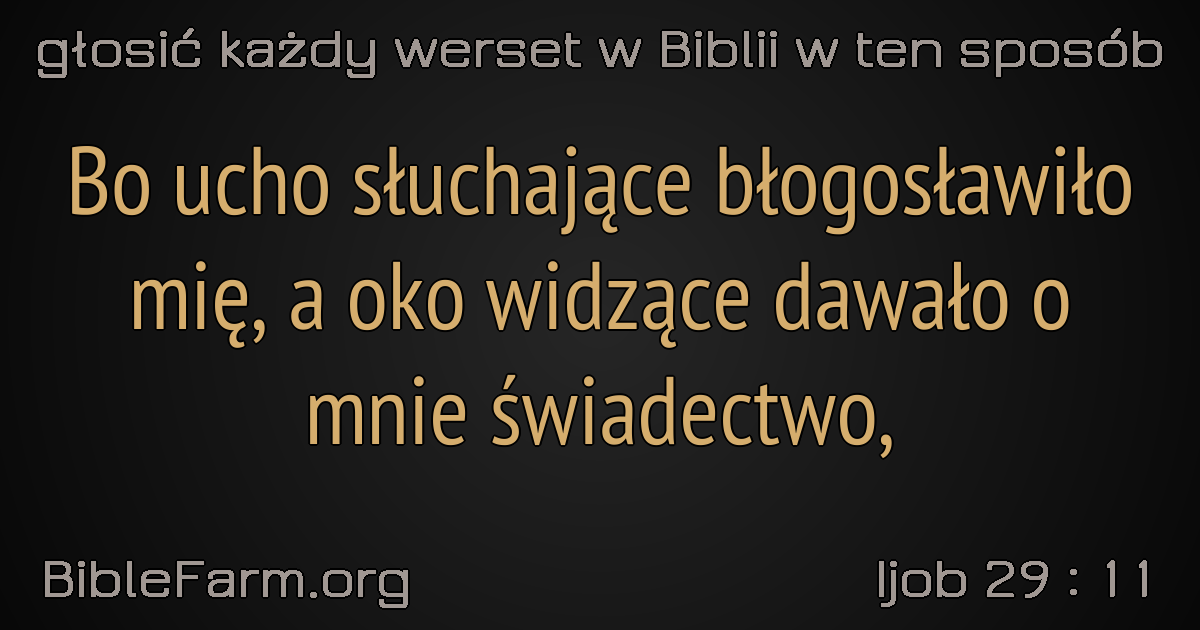 głosić każdy werset w Biblii w ten sposób
Bo ucho słuchające błogosławiło
mię, a oko widzące dawało o
mnie świadectwo,
BibleFarm.org
Ijob 29 : 11